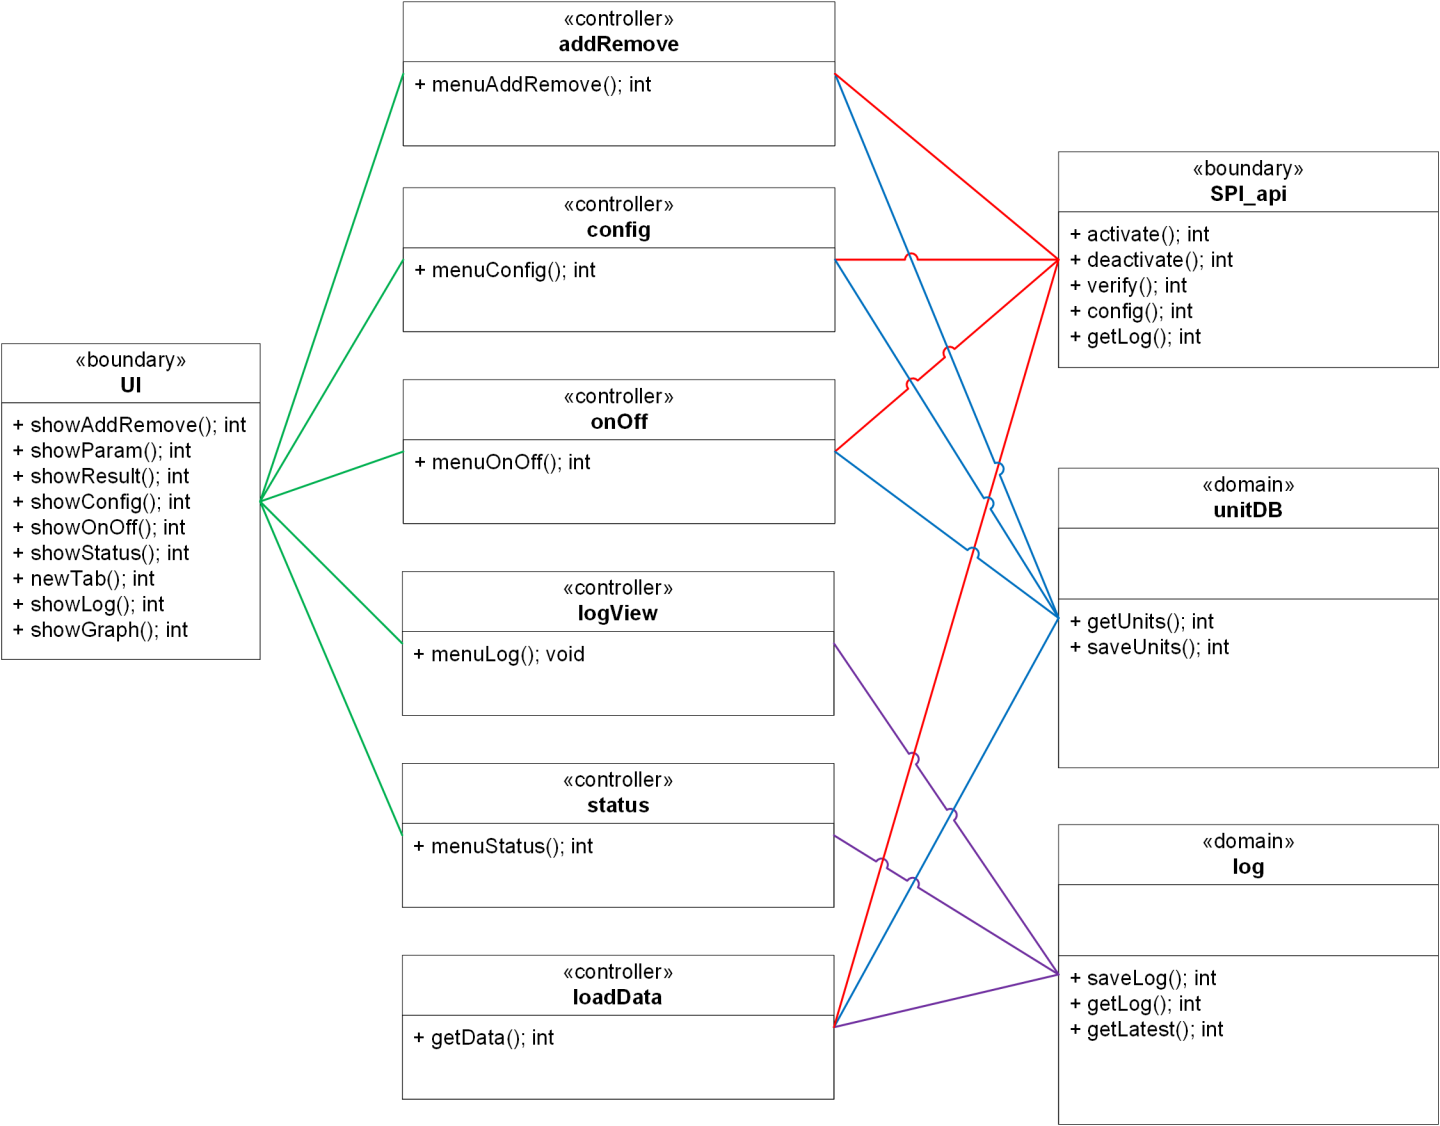 «boundary»
UI
+ showAddRemove(); int
+ showParam(); int
+ showResult(); int
+ showConfig(); int
+ showOnOff(); int
+ showStatus(); int
+ newTab(); int
+ showLog(); int
+ showGraph(); int
«controller»
addRemove
+ menuAddRemove(); int
«controller»
config
+ menuConfig(); int
«controller»
onOff
+ menuOnOff(); int
«controller»
logView
+ menuLog(); void
«controller»
status
+ menuStatus(); int
«controller»
loadData
+ getData(); int
«boundary»
SPI_api
+ activate(); int
+ deactivate(); int
+ verify(); int
+ config(); int
+ getLog(); int
«domain»
unitDB
+ getUnits(); int
+ saveUnits(); int
«domain»
log
+ saveLog(); int
+ getLog(); int
+ getLatest(); int